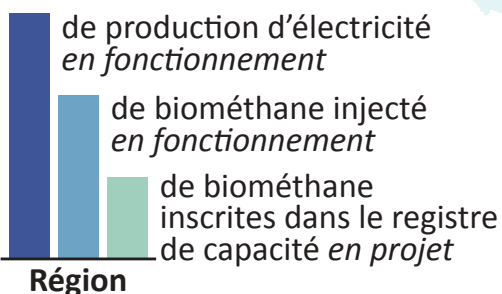 de production d’électricité
en fonctionnement
de biométhane injecté
en fonctionnement
de biométhane
inscrites dans le registre
de capacité en projet
Région